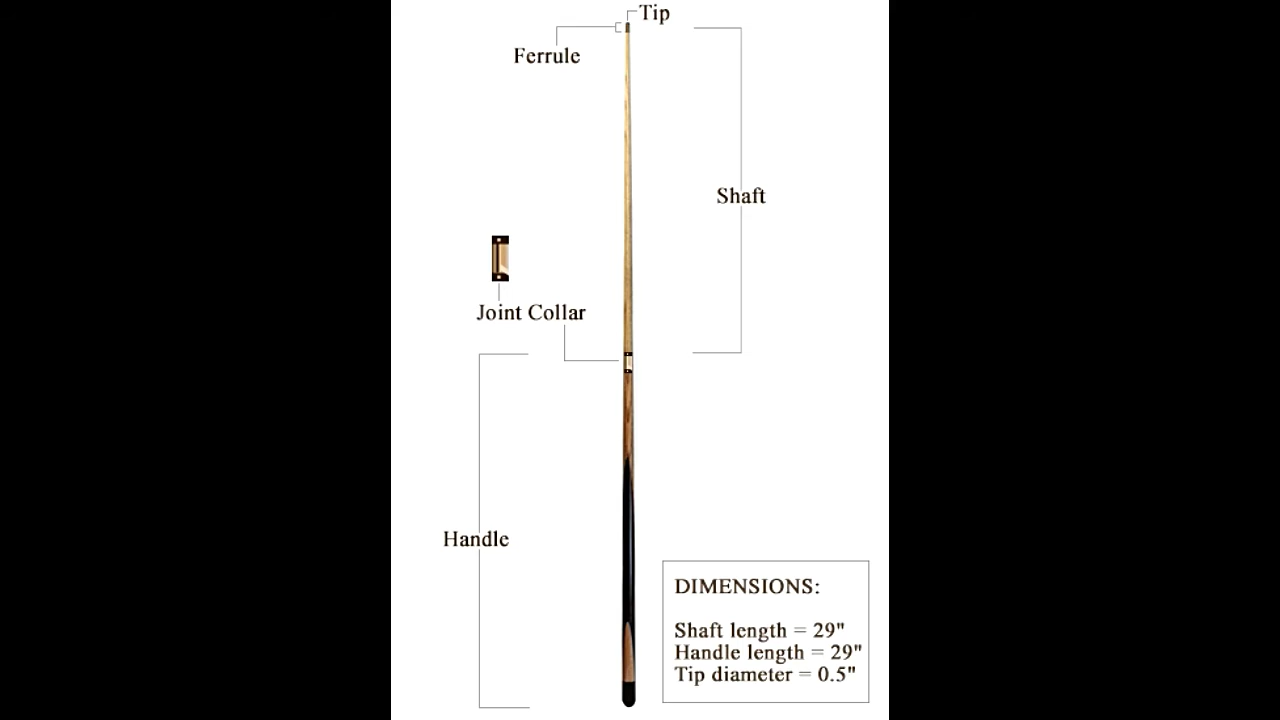 Tip
Ferrule
Shaft
Joint Collar
Handle
DIMENSIONS:
Shaft length = 29"
Handle length = 29"
Tip diameter = 0.5"